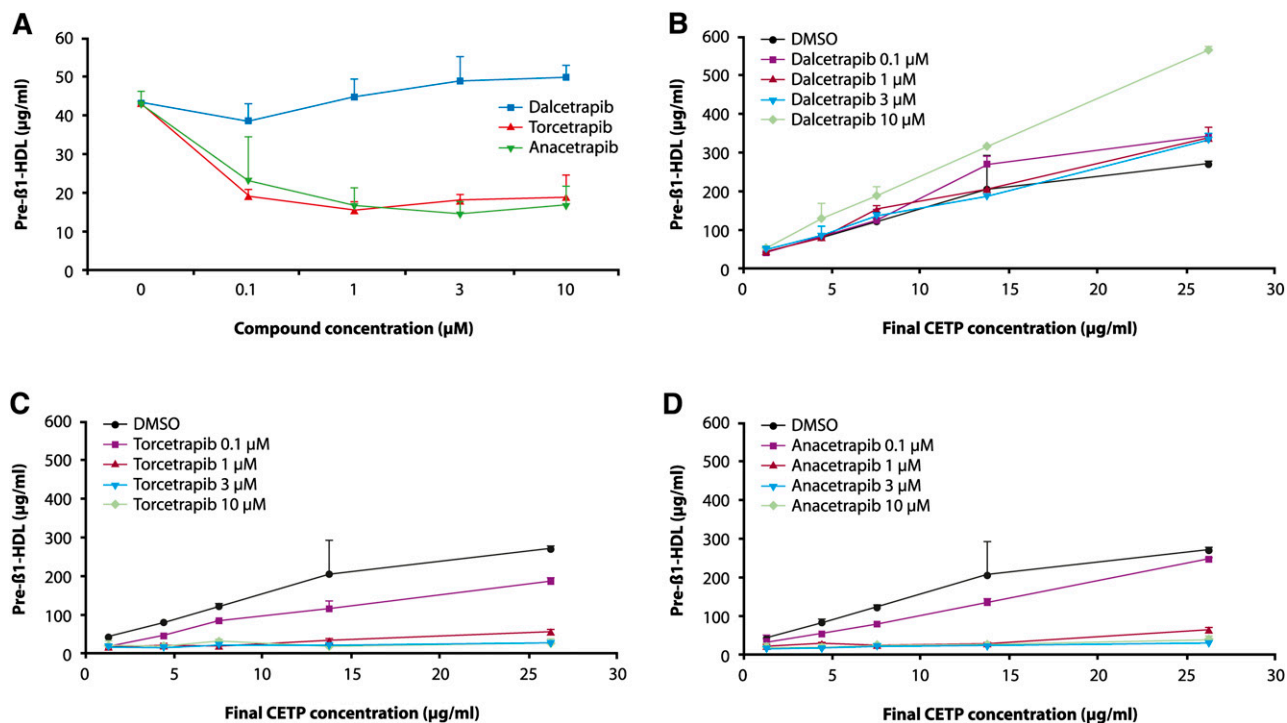 A
60
50
40
30
20
10
0
Pre-ß1-HDL (µg/ml)
Dalcetrapib
Torcetrapib
Anacetrapib
0 0.1 1 3 10
Compound concentration (µM)
B
600
500
400
300
200
100
0
Pre-ß1-HDL (µg/ml)
DMSO
Dalcetrapib 0.1 µM
Dalcetrapib 1 µM
Dalcetrapib 3 µM
Dalcetrapib 10 µM
0 5 10 15 20 25 30
Final CETP concentration (µg/ml)
C
600
500
400
300
200
100
0
Pre-ß1-HDL (µg/ml)
DMSO
Torcetrapib 0.1 µM
Torcetrapib 1 µM
Torcetrapib 3 µM
Torcetrapib 10 µM
0 5 10 15 20 25 30
Final CETP concentration (µg/ml)
D
600
500
400
300
200
100
0
Pre-ß1-HDL (µg/ml)
DMSO
Anacetrapib 0.1 µM
Anacetrapib 1 µM
Anacetrapib 3 µM
Anacetrapib 10 µM
0 5 10 15 20 25 30
Final CETP concentration (µg/ml)